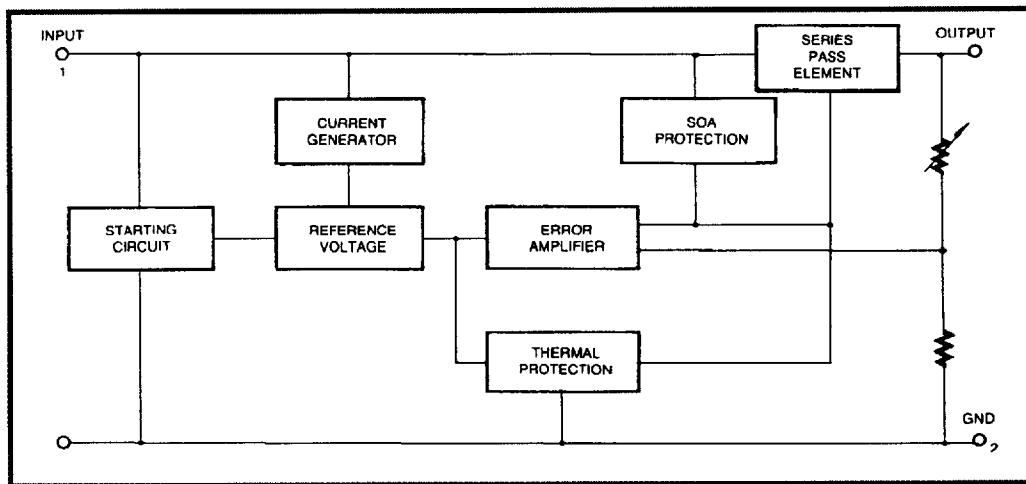 INPUT
1
SERIES
PASS
ELEMENT
OUTPUT
CURRENT
GENERATOR
SOA
PROTECTION
STARTING
CIRCUIT
REFERENCE
VOLTAGE
ERROR
AMPLIFIER
THERMAL
PROTECTION
GND
2